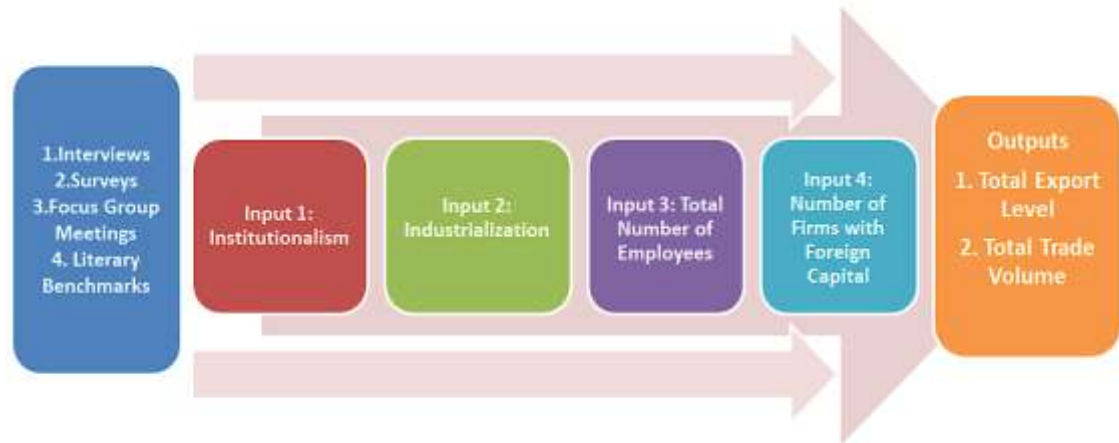 1.Interviews
2.Surveys
3.Focus Group
Meetings
4. Literary
Benchmarks
Input 1:
Institutionalism
Input 2:
Industrialization
Input 3: Total
Number of
Employees
Input 4:
Number of
Firms with
Foreign
Capital
Outputs
1. Total Export
Level
2. Total Trade
Volume